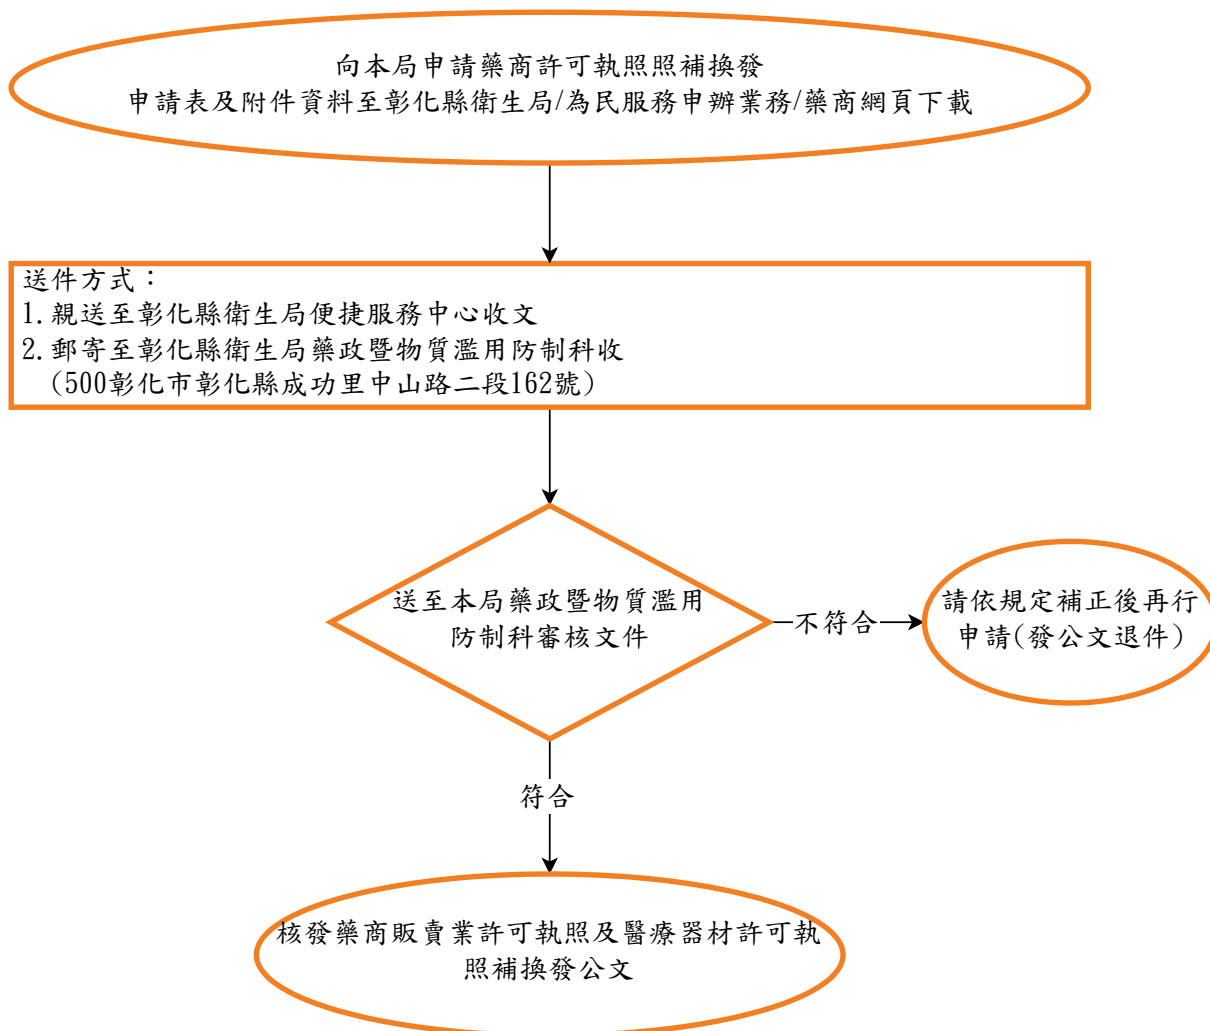 向本局申請藥商許可執照照補換發
申請表及附件資料至彰化縣衛生局/為民服務申辦業務/藥商網頁下載
送件方式：
1.親送至彰化縣衛生局便捷服務中心收文
2.郵寄至彰化縣衛生局藥政暨物質濫用防制科收
(500彰化市彰化縣成功里中山路二段162號)
送至本局藥政暨物質濫用
防制科審核文件
不符合
請依規定補正後再行
申請(發公文退件)
符合
核發藥商販賣業許可執照及醫療器材許可執
照補換發公文